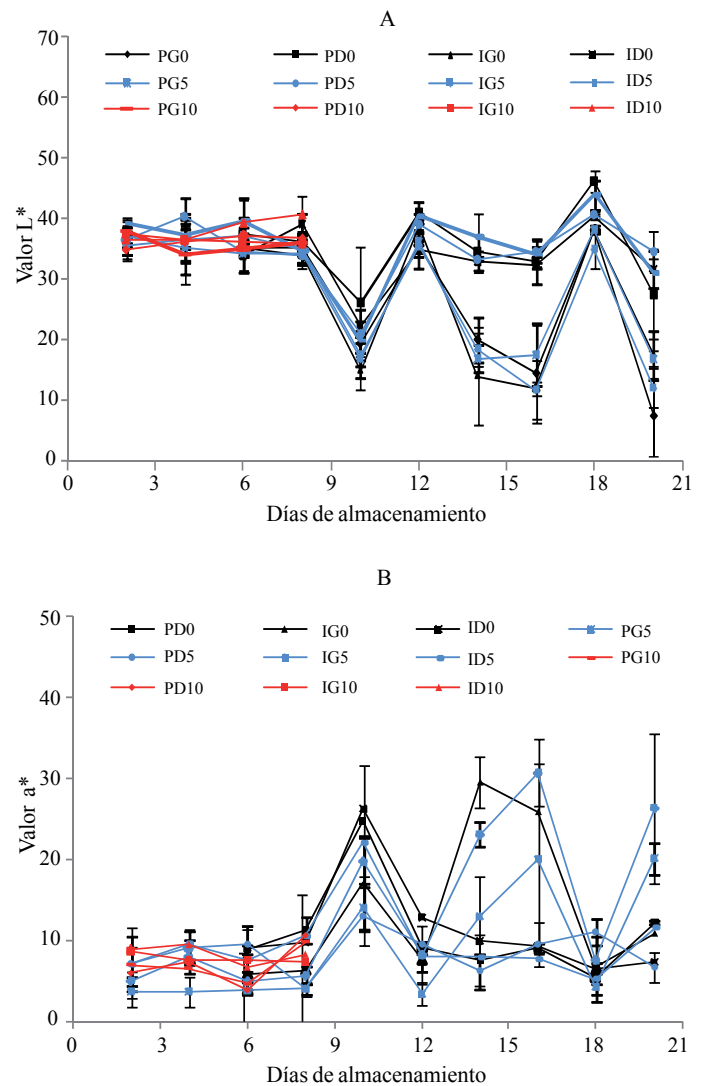 A
70
60
50
40
30
20
10
0
Valor L*
PG0 PD0 IG0 ID0
PG5 PD5 IG5 ID5
PG10 PD10 IG10 ID10
0 3 6 9 12 15 18 21
Días de almacenamiento
B
50
40
30
20
10
0
Valor a*
PD0 IG0 ID0 PG5
PD5 IG5 ID5 PG10
PD10 IG10 ID10
0 3 6 9 12 15 18 21
Días de almacenamiento